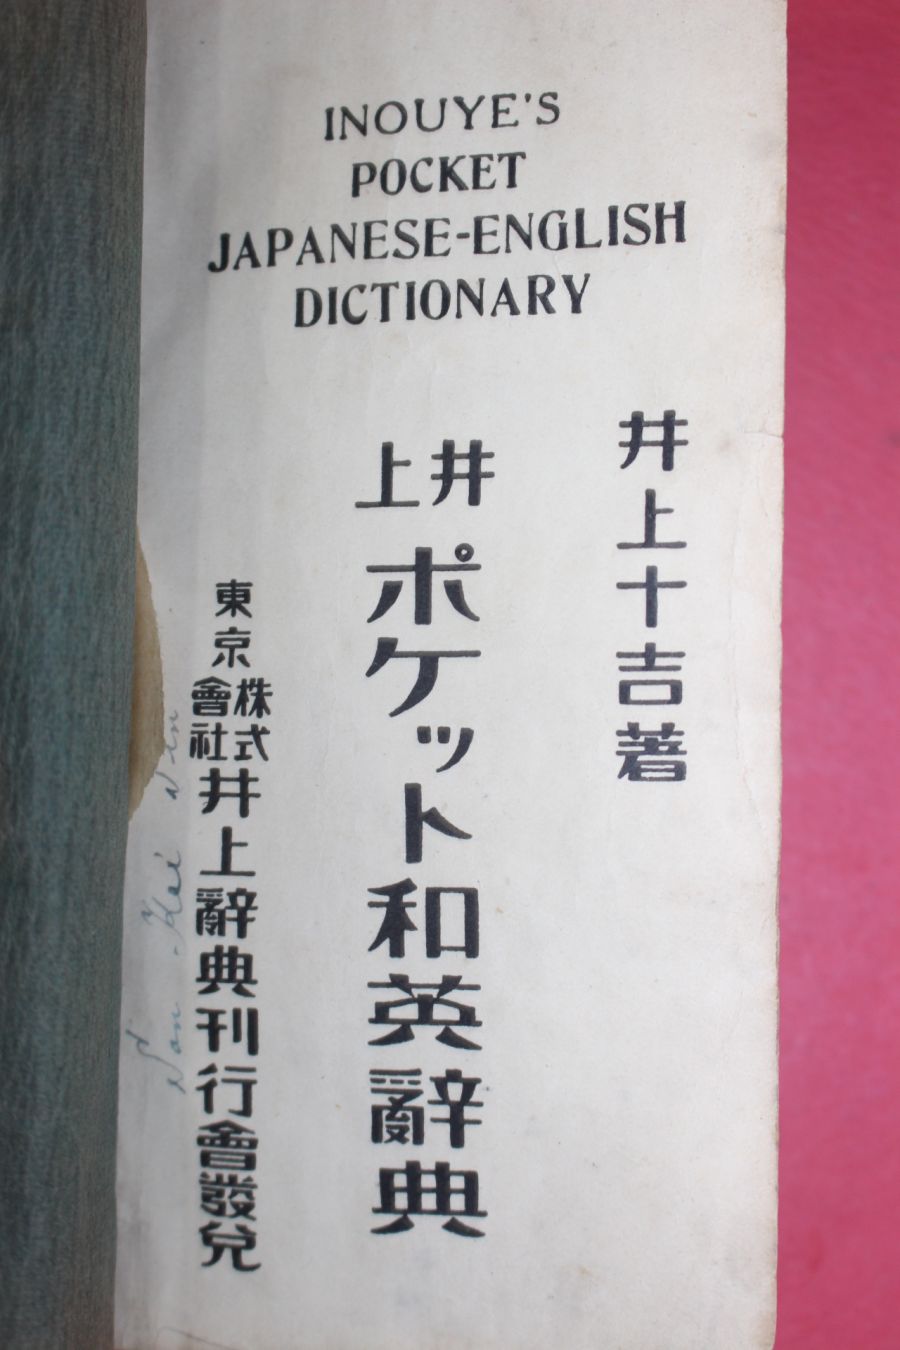 INOUYE'S
POCKET
JAPANESE-ENGLISH
DICTIONARY
井上十吉著
井上ポケット和英辭典
東京株式會社井上辭典刊行會發兌